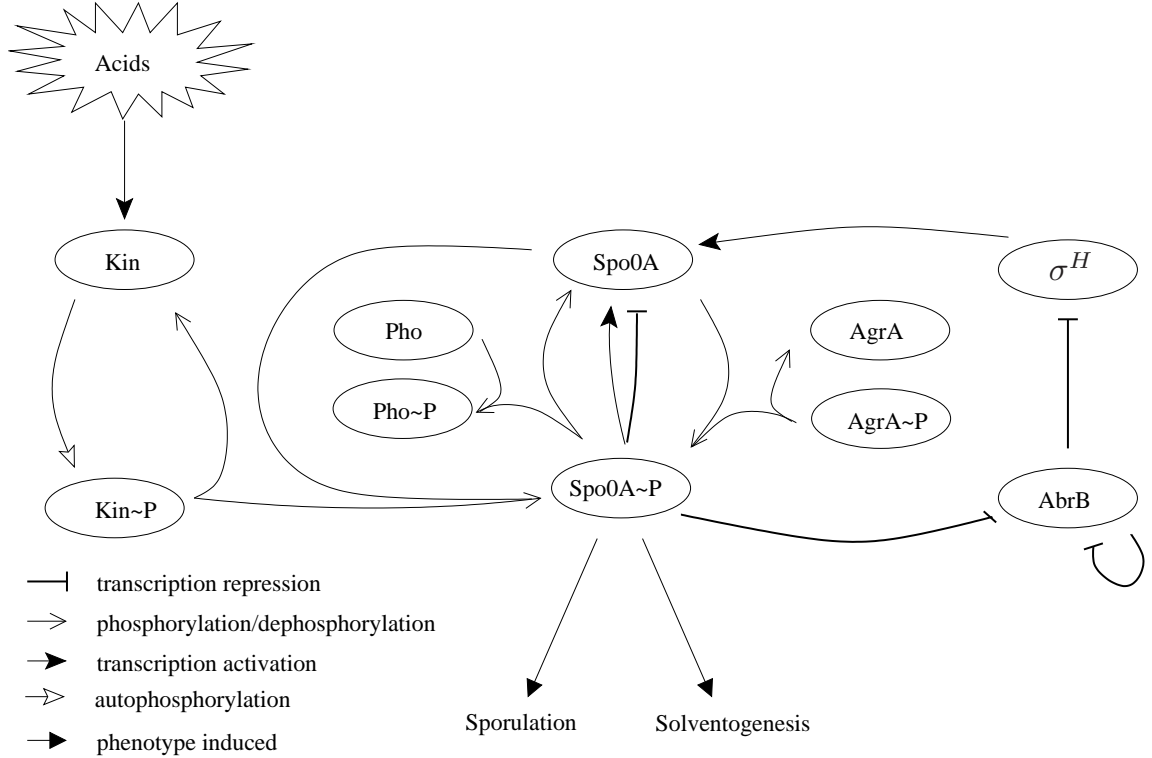 Acids
Kin
Spo0A
σ^H
Pho
AgrA
Pho~P
AgrA~P
Spo0A~P
Kin~P
AbrB
transcription repression
phosphorylation/dephosphorylation
transcription activation
autophosphorylation
phenotype induced
Sporulation
Solventogenesis